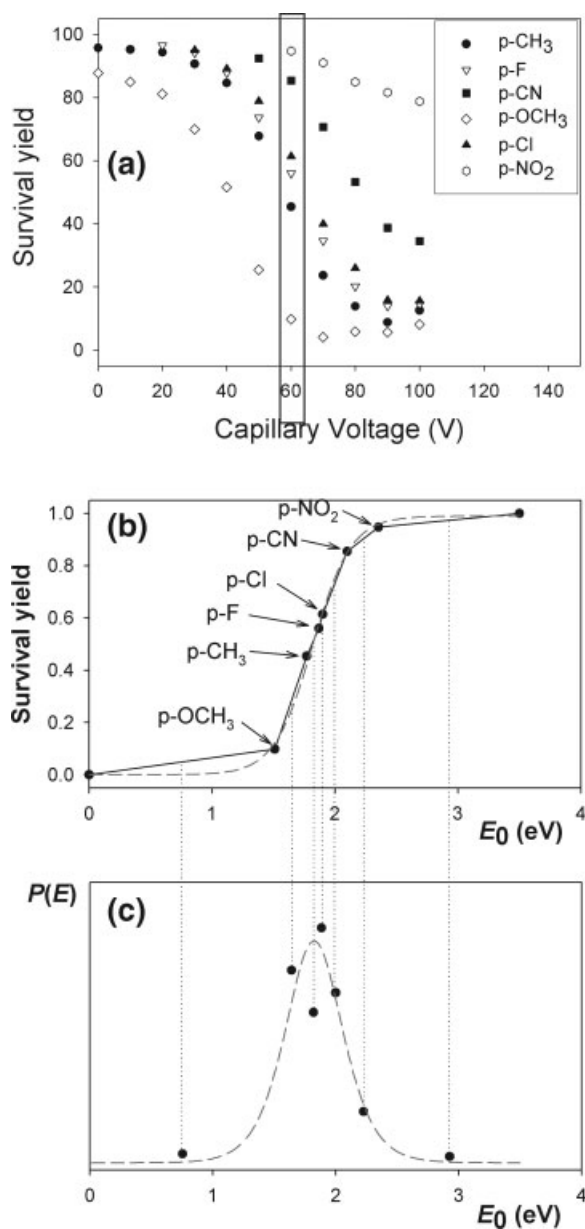 (a)
Survival yield
100
80
60
40
20
0
0 20 40 60 80 100 120 140
Capillary Voltage (V)
p-CH₃
p-F
p-CN
p-OCH₃
p-Cl
p-NO₂
(b)
Survival yield
1.0
0.8
0.6
0.4
0.2
0.0
p-NO₂
p-CN
p-Cl
p-F
p-CH₃
p-OCH₃
0 1 2 3 4
E₀ (eV)
P(E)
(c)
0 1 2 3 4
E₀ (eV)